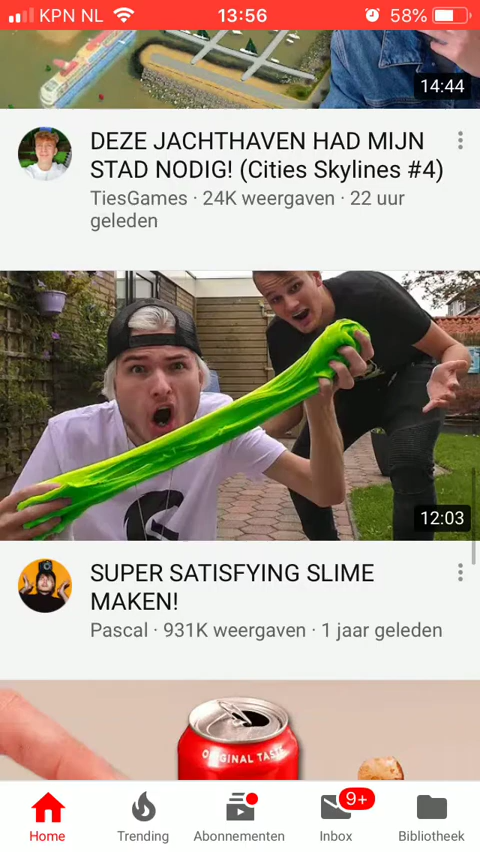 KPN NL 13:56 58%
14:44
DEZE JACHTHAVEN HAD MIJN
STAD NODIG! (Cities Skylines #4)
TiesGames · 24K weergaven · 22 uur
geleden
12:03
SUPER SATISFYING SLIME
MAKEN!
Pascal · 931K weergaven · 1 jaar geleden
ORIGINAL TASTE
9+
Home Trending Abonnementen Inbox Bibliotheek